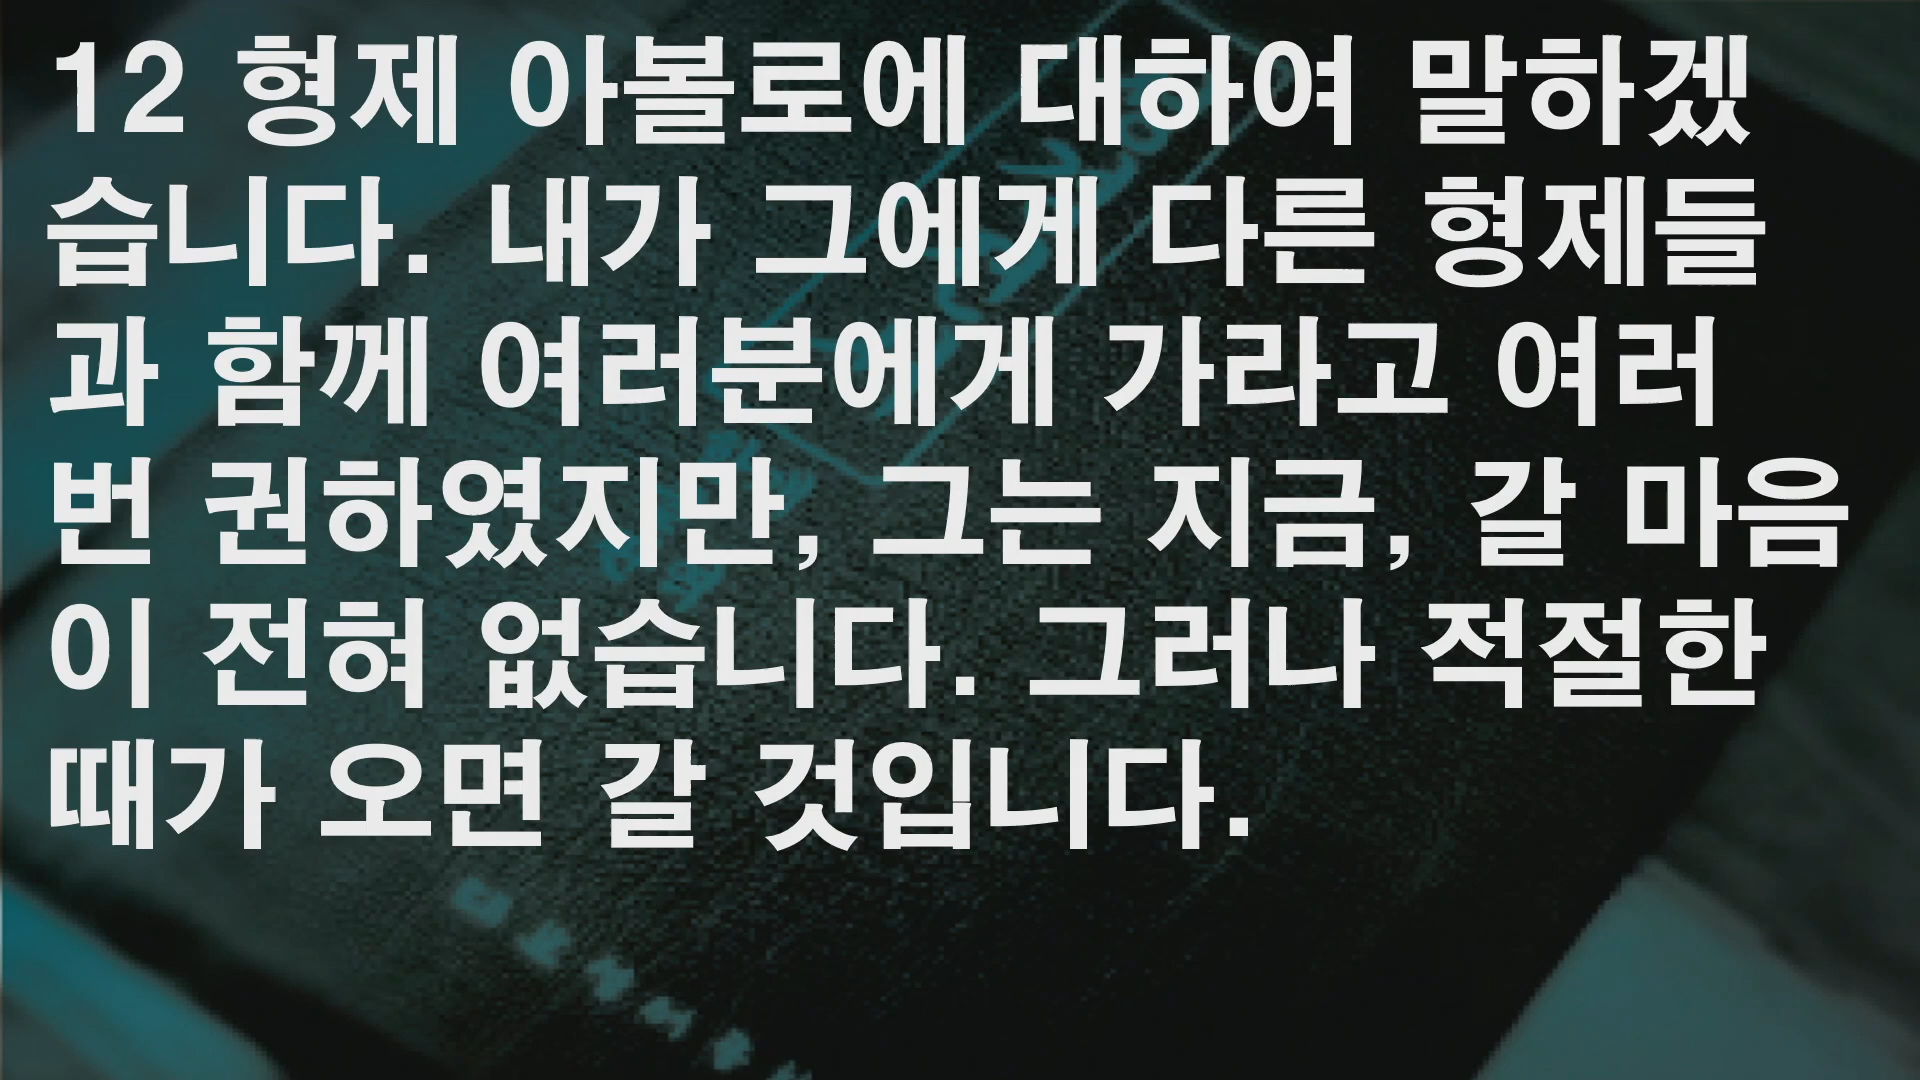 12 형제 아볼로에 대하여 말하겠
습니다. 내가 그에게 다른 형제들
과 함께 여러분에게 가라고 여러
번 권하였지만, 그는 지금, 갈 마음
이 전혀 없습니다. 그러나 적절한
때가 오면 갈 것입니다.